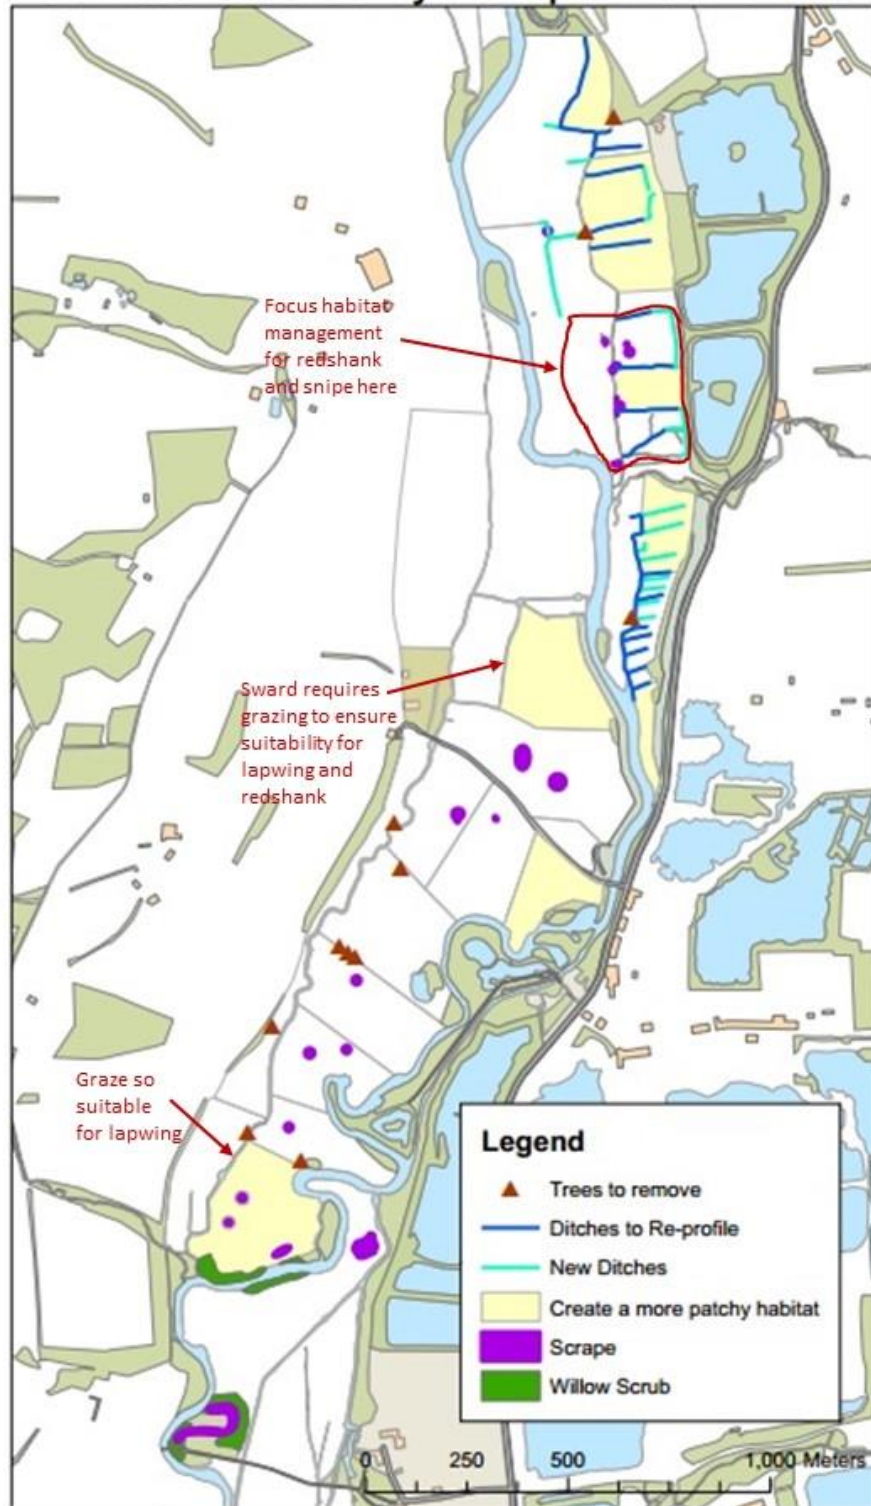 Focus habitat
management
for redshank
and snipe here
Sward requires
grazing to ensure
suitability for
lapwing and
redshank
Graze so
suitable
for lapwing
Legend
Trees to remove
Ditches to Re-profile
New Ditches
Create a more patchy habitat
Scrape
Willow Scrub
0 250 500 1,000 Meters